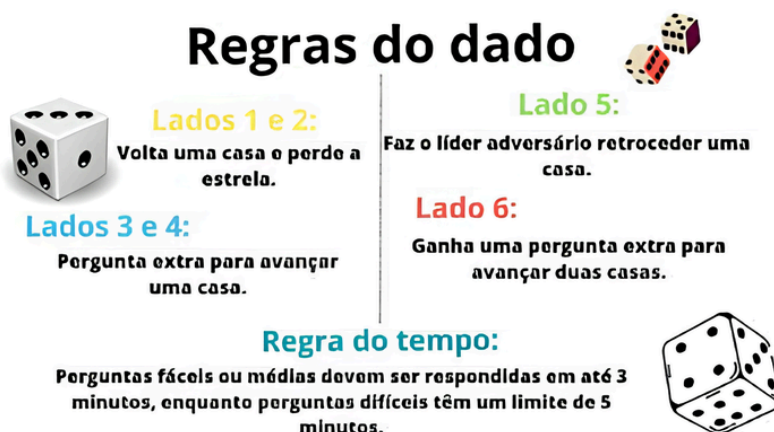 Regras do dado
Lados 1 e 2:
Volta uma casa e perde a
estrela.
Lados 3 e 4:
Pergunta extra para avançar
uma casa.
Lado 5:
Faz o líder adversário retroceder uma
casa.
Lado 6:
Ganha uma pergunta extra para
avançar duas casas.
Regra do tempo:
Perguntas fáceis ou médias devem ser respondidas em até 3
minutos, enquanto perguntas difíceis têm um limite de 5
minutos.